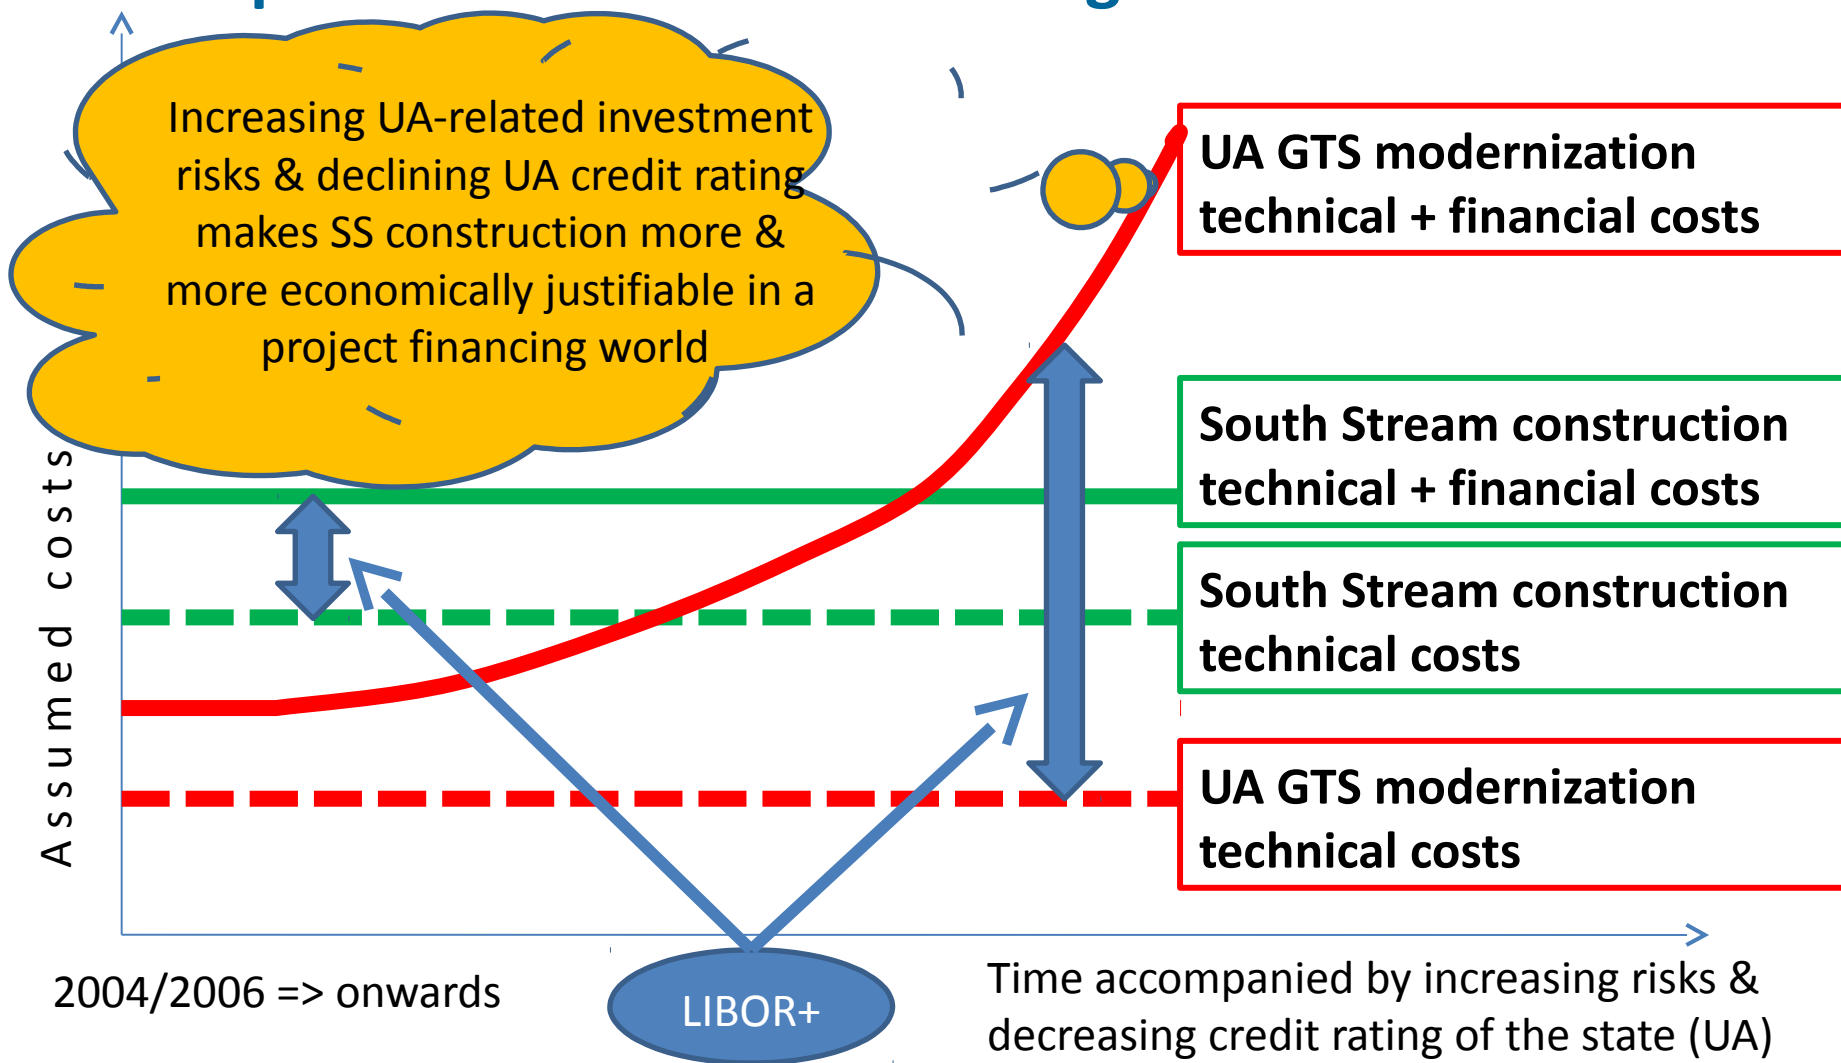 Increasing UA-related investment
risks & declining UA credit rating
makes SS construction more &
more economically justifiable in a
project financing world
UA GTS modernization
technical + financial costs
South Stream construction
technical + financial costs
South Stream construction
technical costs
UA GTS modernization
technical costs
Assumed costs
2004/2006 => onwards
LIBOR+
Time accompanied by increasing risks &
decreasing credit rating of the state (UA)